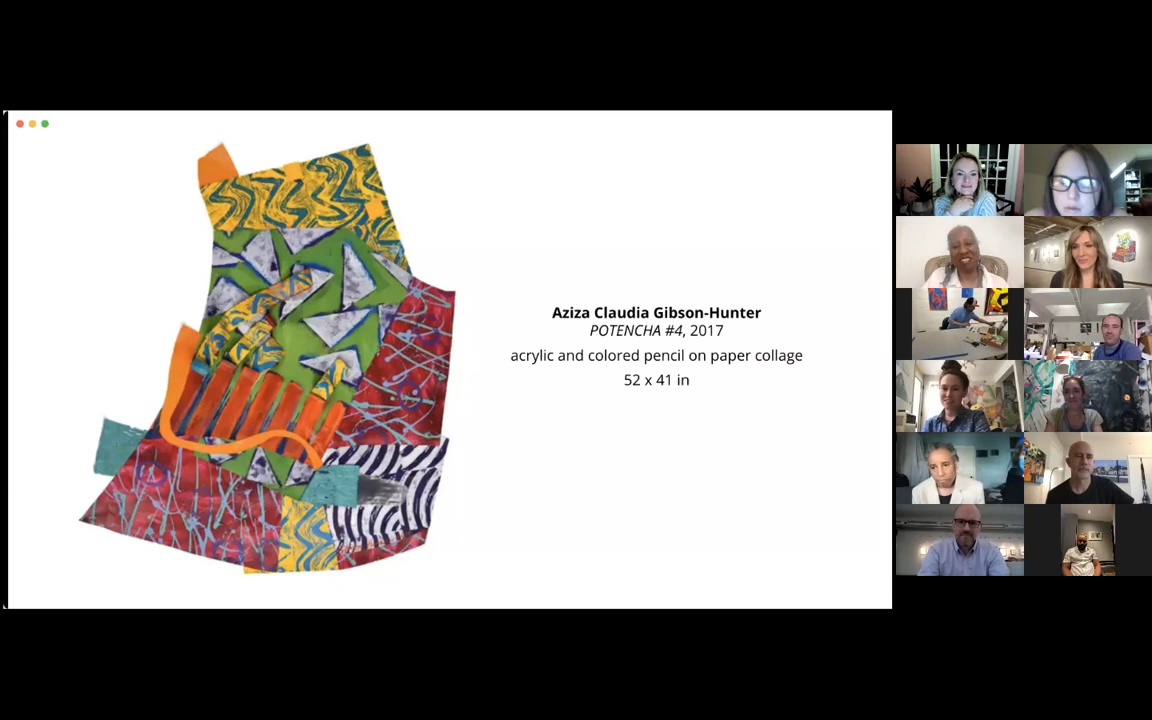 Aziza Claudia Gibson-Hunter
POTENCHA #4, 2017
acrylic and colored pencil on paper collage
52 x 41 in